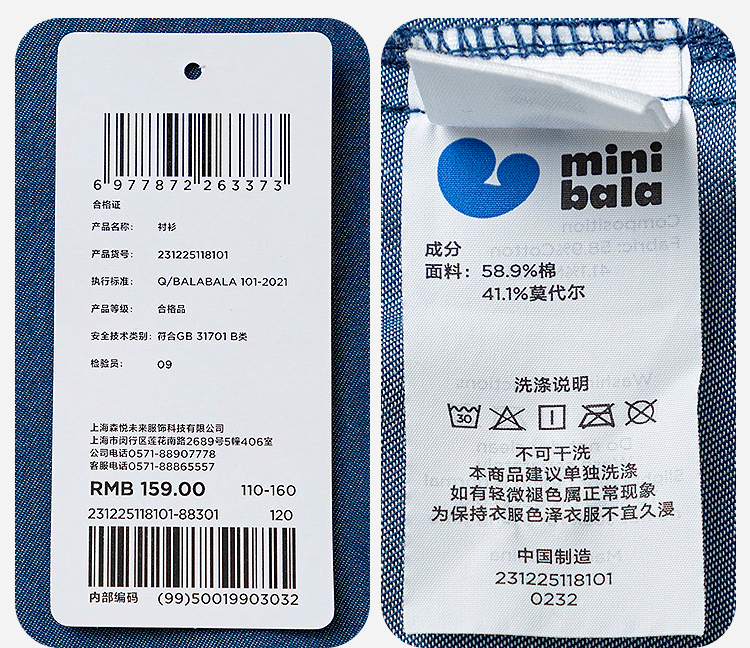 6 977872 263373
合格证
产品名称: 衬衫
产品货号: 231225118101
执行标准: Q/BALABALA 101-2021
产品等级: 合格品
安全技术类别: 符合GB 31701 B类
检验员: 09
上海森悦未来服饰科技有限公司
上海市闵行区莲花南路2689号5幢406室
公司电话0571-88907778
客服电话0571-88865557
RMB 159.00 110-160
231225118101-88301 120
内部编码 (99)50019903032
mini
bala
Composition
Fabric: 58.9%Cotton
成分
面料: 58.9%棉
41.1%莫代尔
洗涤说明
30
不可干洗
本商品建议单独洗涤
如有轻微褪色属正常现象
为保持衣服色泽衣服不宜久浸
中国制造
231225118101
0232